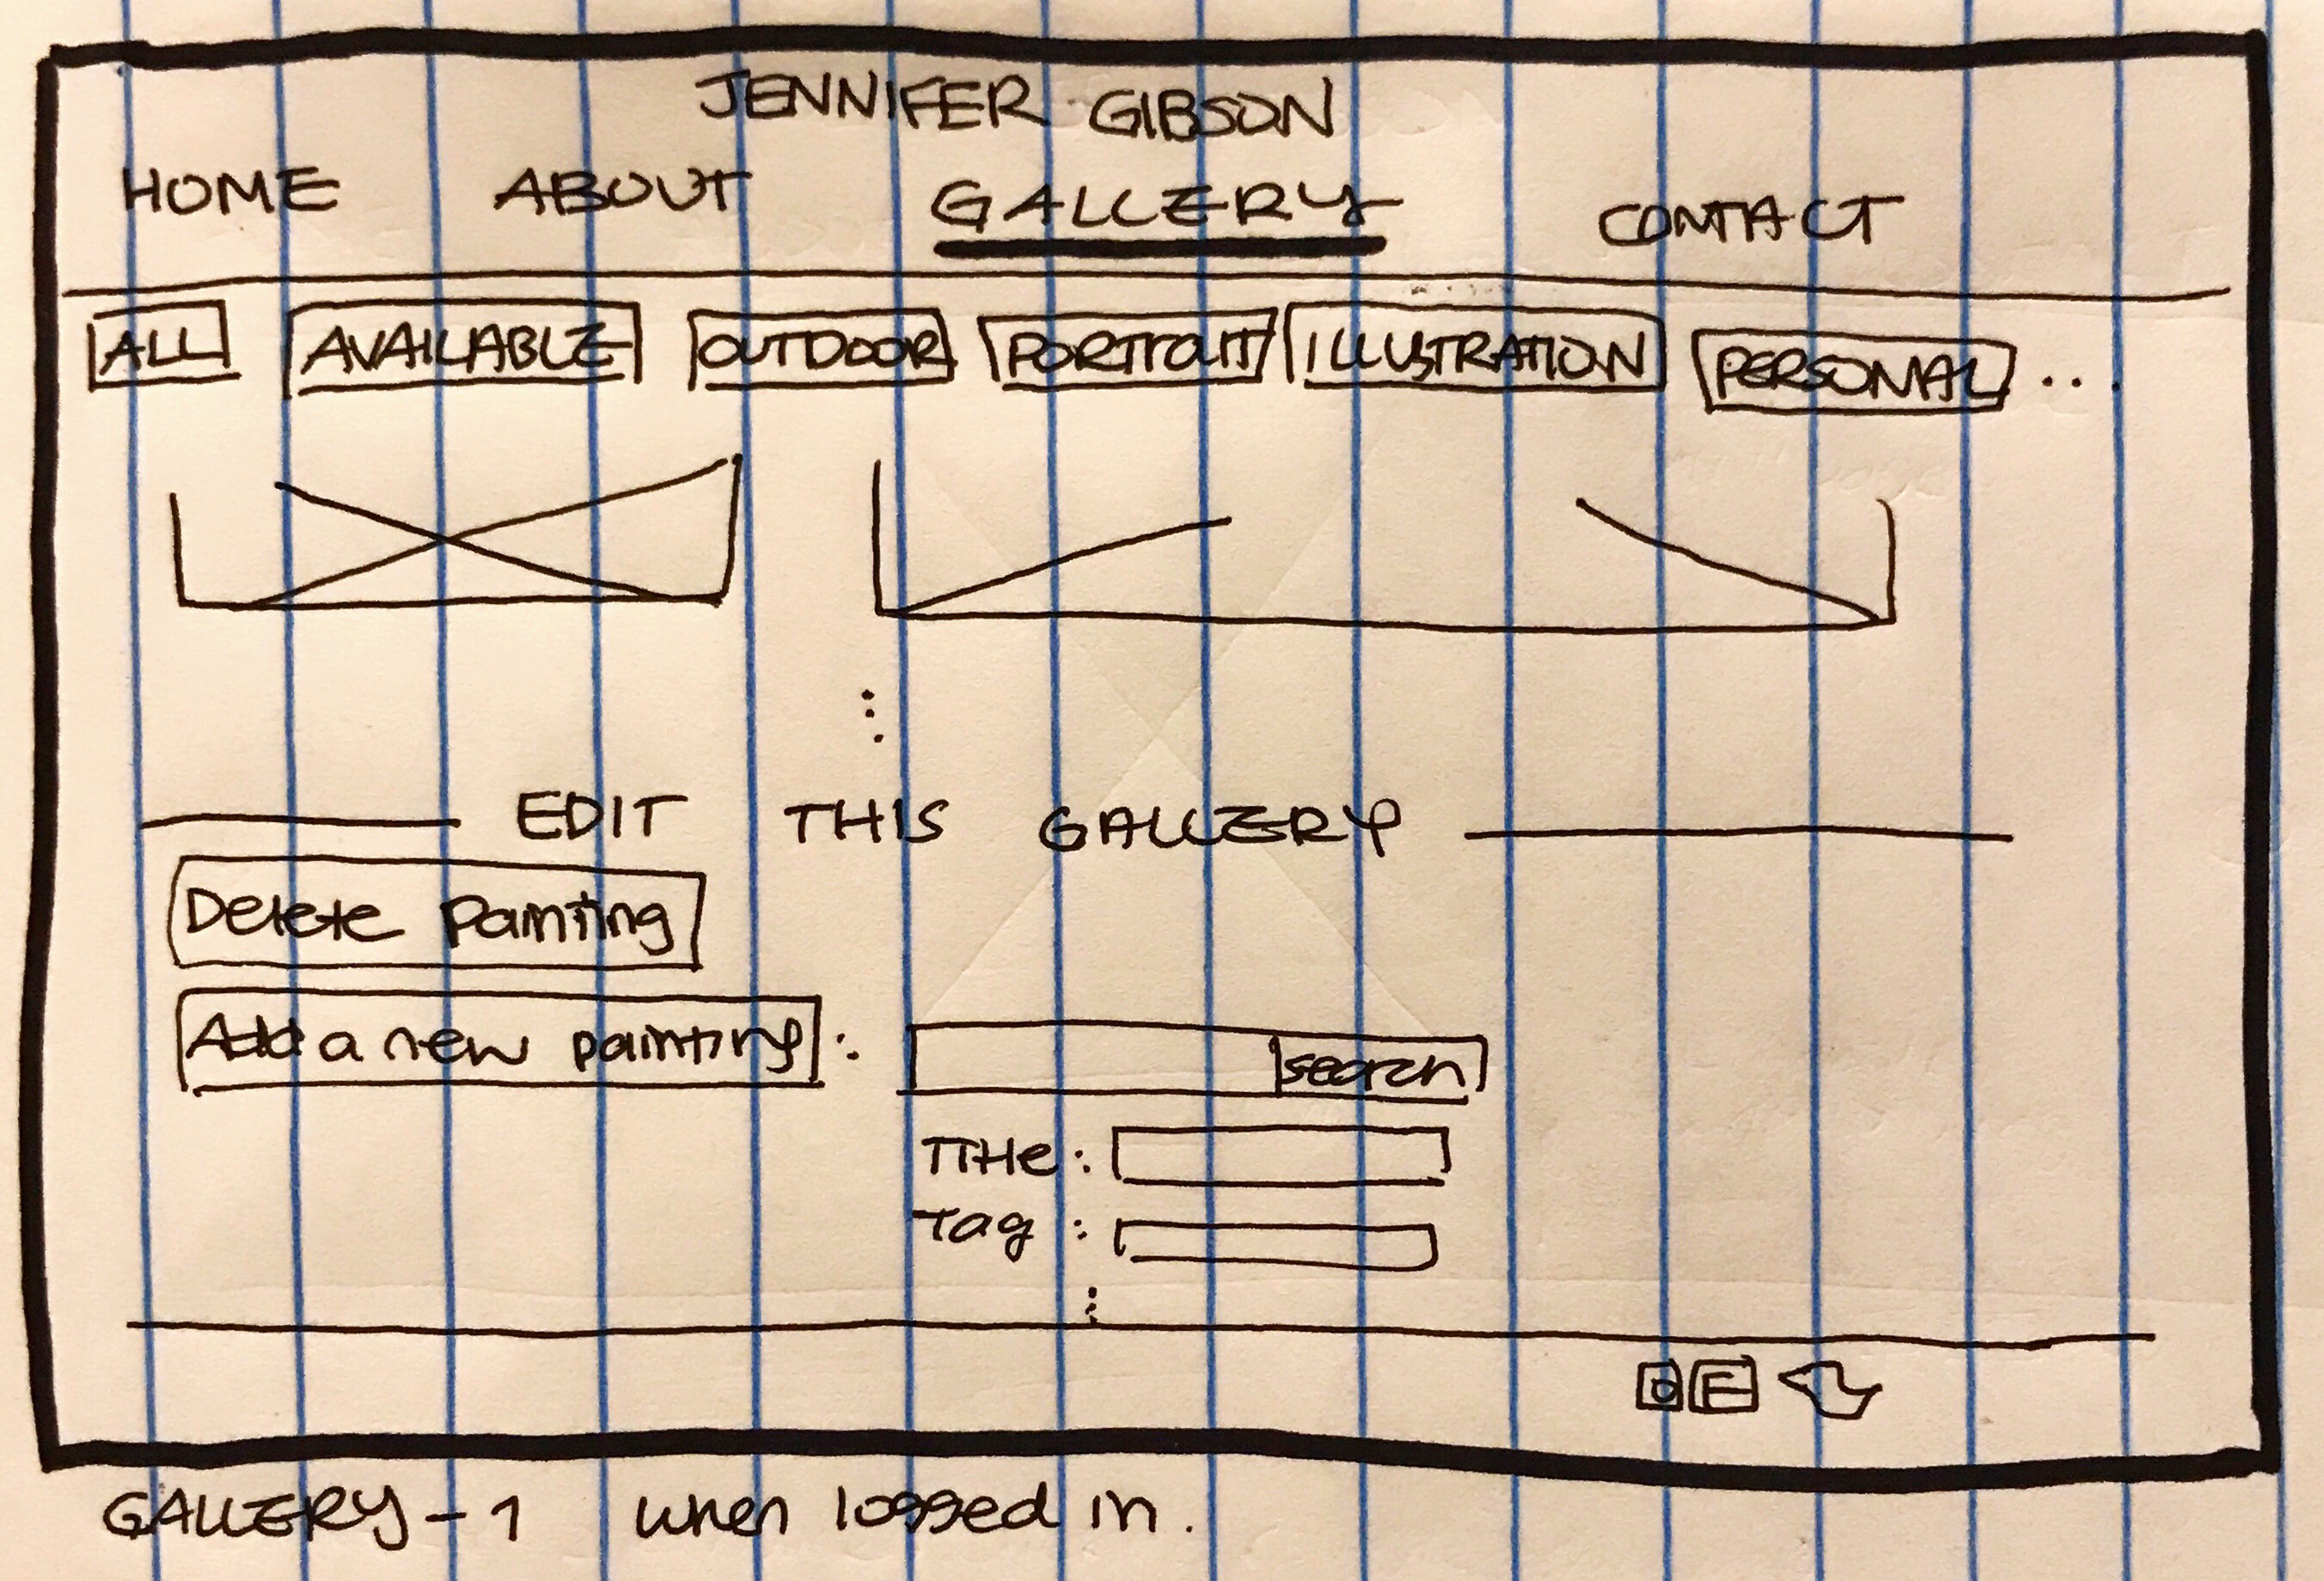 JENNIFER GIBSON
HOME ABOUT GALLERY CONTACT
ALL AVAILABLE OUTDOOR PORTRAIT ILLUSTRATION PERSONAL ...
EDIT THIS GALLERY
Delete Painting
Add a new painting : search
Title :
Tag :
GALLERY - 1 when logged in.